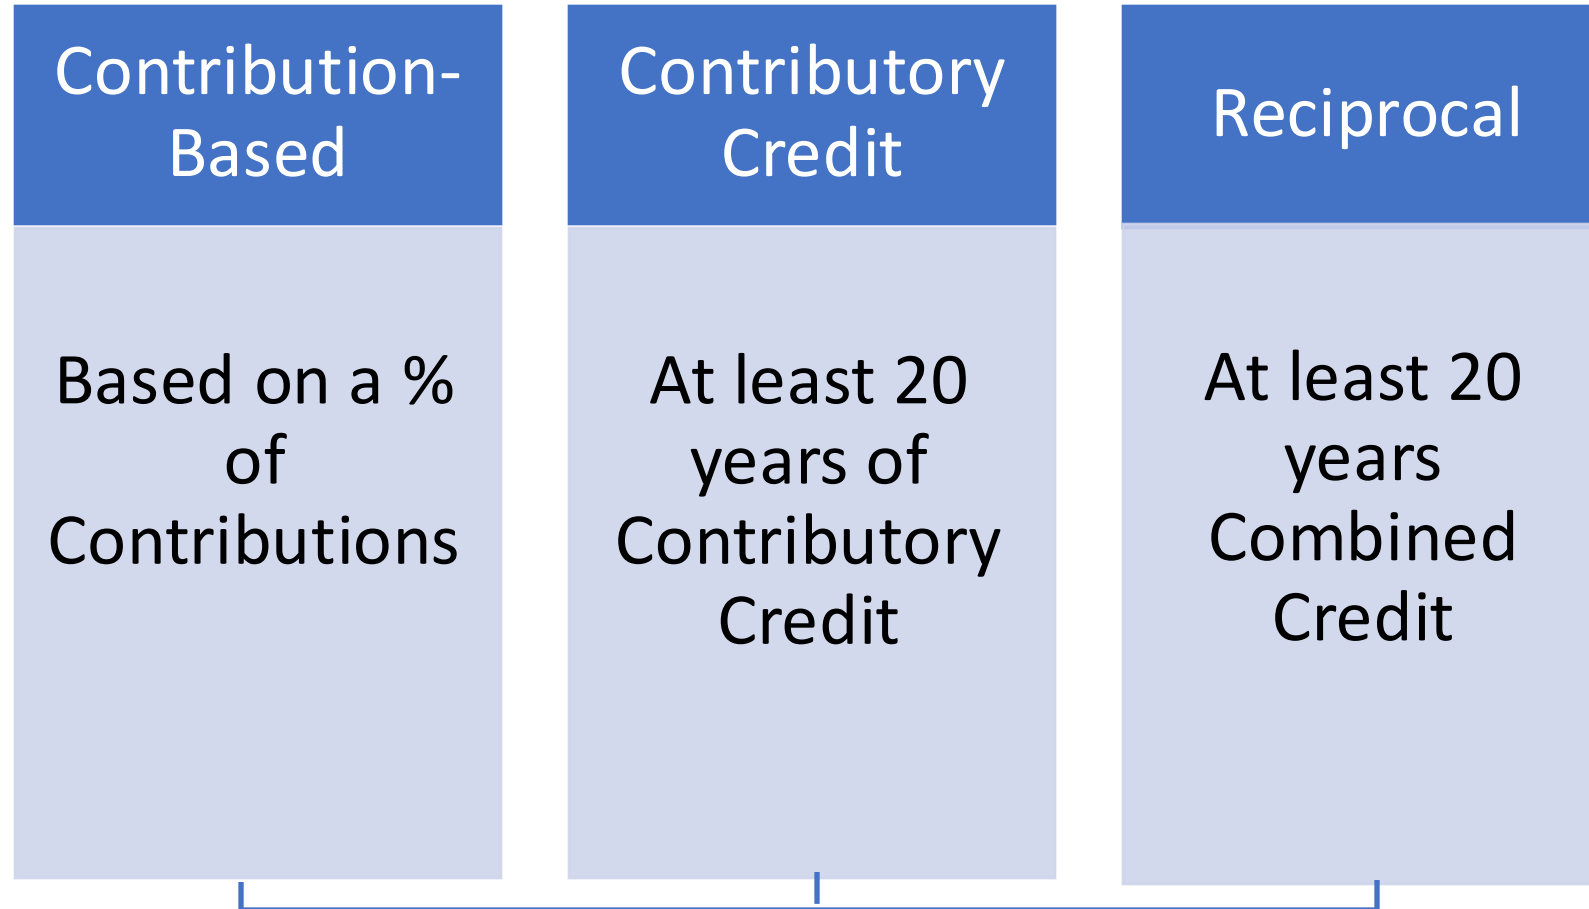 Contribution-
Based
Based on a %
of
Contributions
Contributory
Credit
At least 20
years of
Contributory
Credit
Reciprocal
At least 20
years
Combined
Credit